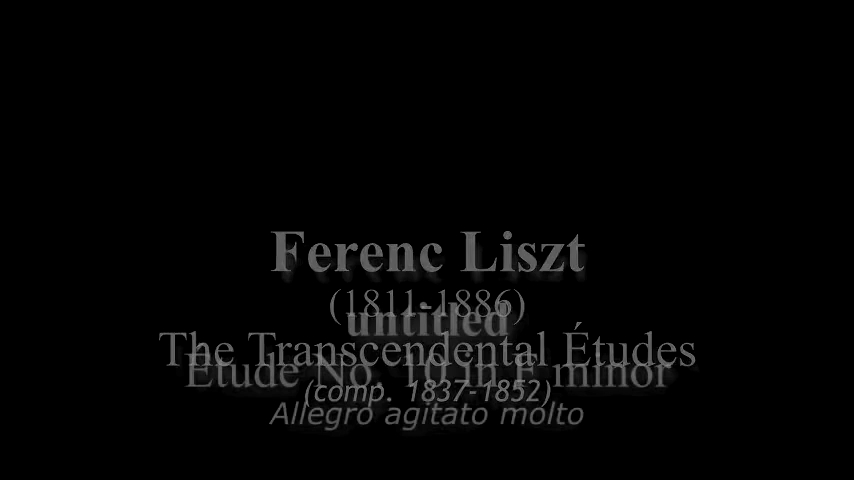 Ferenc Liszt
(1811-1886)
untitled
The Transcendental Études
Étude No. 10 in F minor
(comp. 1837-1852)
Allegro agitato molto